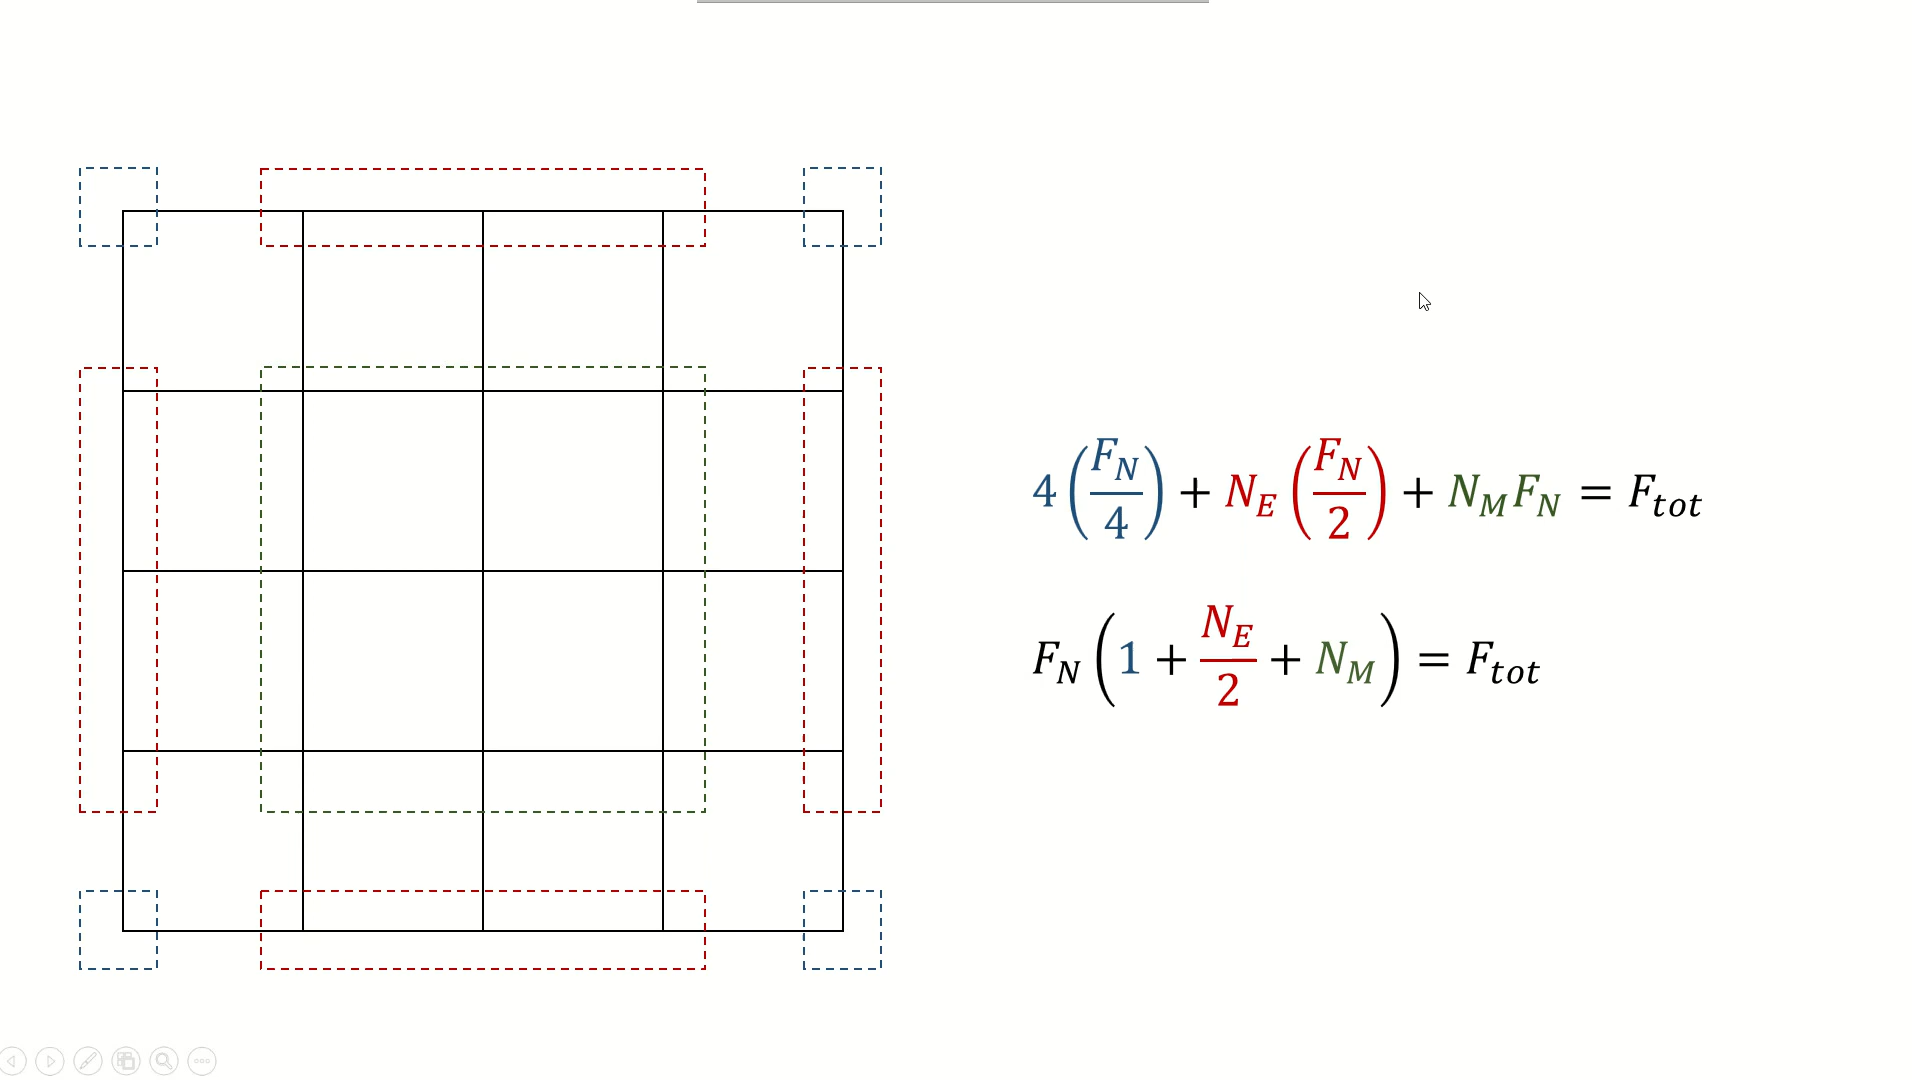 4 (F_N / 4) + N_E (F_N / 2) + N_M F_N = F_tot
F_N (1 + N_E / 2 + N_M) = F_tot